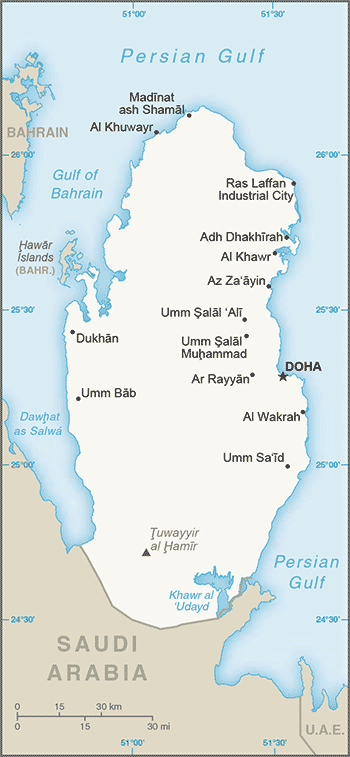 51°00'
51°30'
Persian Gulf
Madīnat
ash Shamāl
Al Khuwayr
BAHRAIN
26°00'
26°00'
Gulf of
Bahrain
Ras Laffan
Industrial City
Ḩawār
Islands
(BAHR.)
Adh Dhakhīrah
Al Khawr
Az Za‘āyin
25°30'
25°30'
Umm Şalāl ‘Alī
Dukhān
Umm Şalāl
Muḩammad
DOHA
Ar Rayyān
Umm Bāb
Al Wakrah
Dawḩat
as Salwá
Umm Sa‘īd
25°00'
25°00'
Ţuwayyir
al Ḩamīr
Persian
Gulf
Khawr al
‘Udayd
24°30'
24°30'
SAUDI
ARABIA
0 15 30 km
0 15 30 mi
U.A.E.
51°00'
51°30'